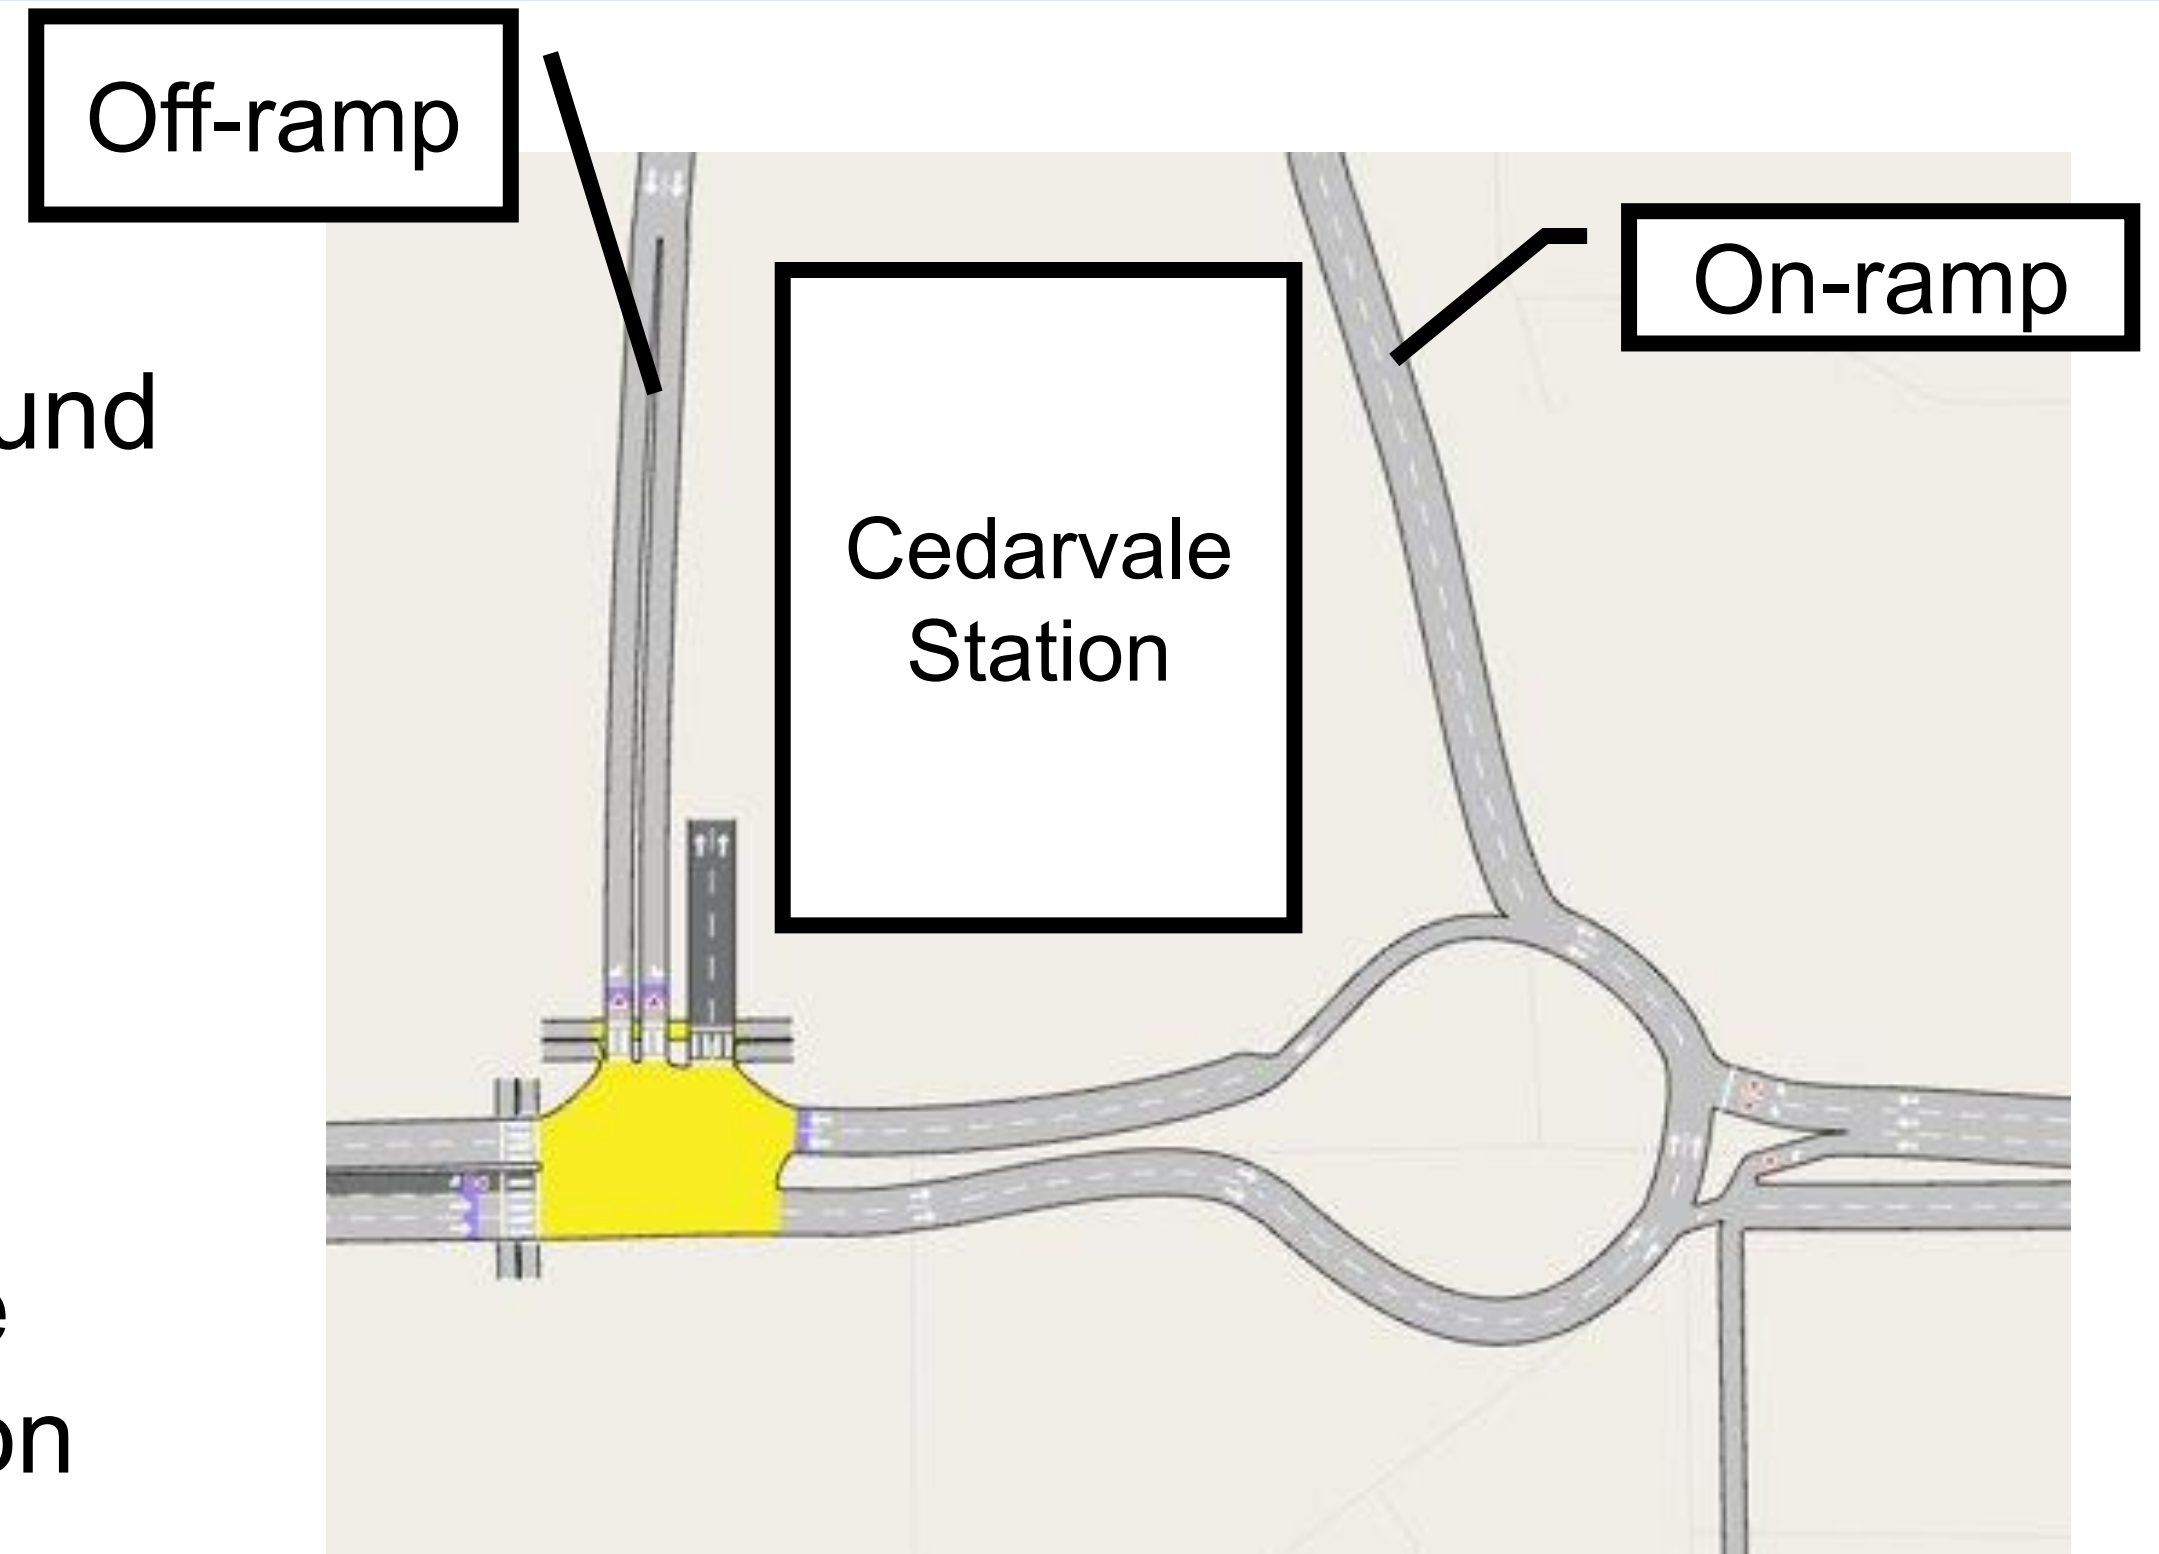 Off-ramp
On-ramp
und
Cedarvale
Station
e
on